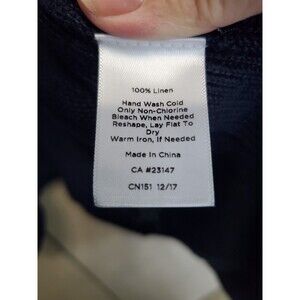 100% Linen
Hand Wash Cold
Only Non-Chlorine
Bleach When Needed
Reshape, Lay Flat To
Dry
Warm Iron, If Needed
Made In China
CA #23147
CN151 12/17